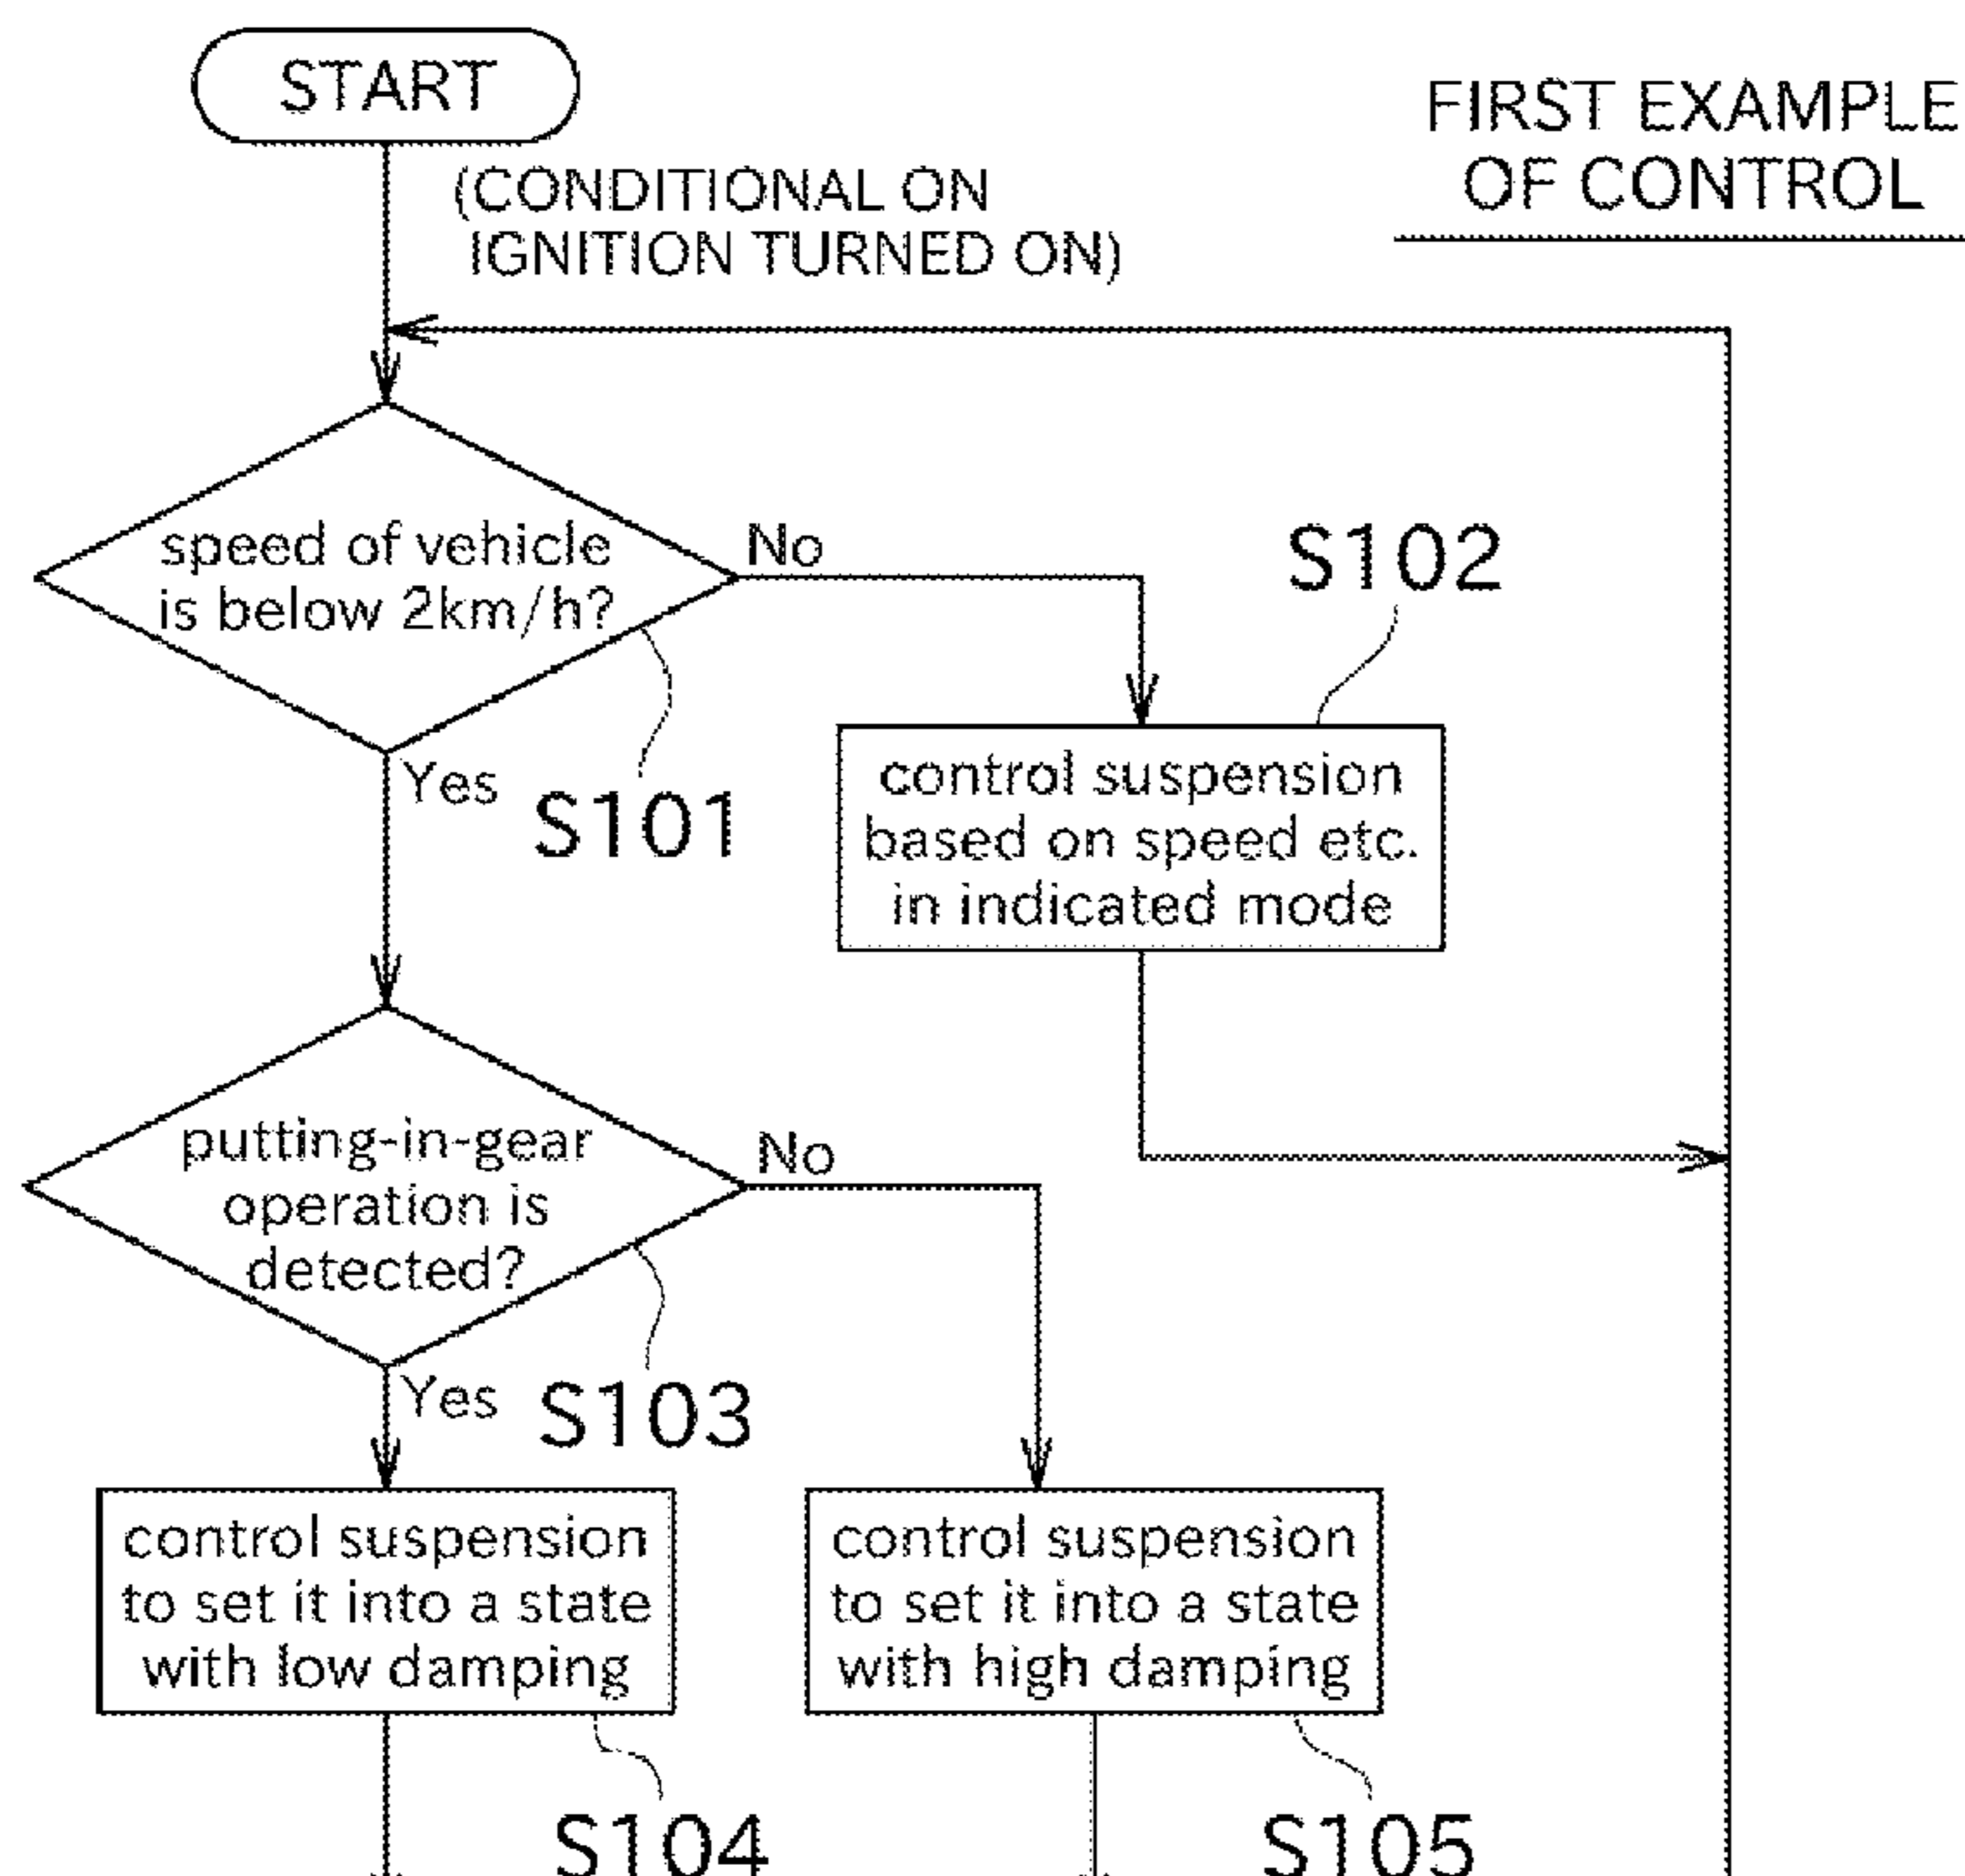 START
FIRST EXAMPLE
OF CONTROL
(CONDITIONAL ON
IGNITION TURNED ON)
speed of vehicle
is below 2km/h?
No
S102
Yes
S101
control suspension
based on speed etc.
in indicated mode
putting-in-gear
operation is
detected?
No
Yes
S103
control suspension
to set it into a state
with low damping
control suspension
to set it into a state
with high damping
S104
S105